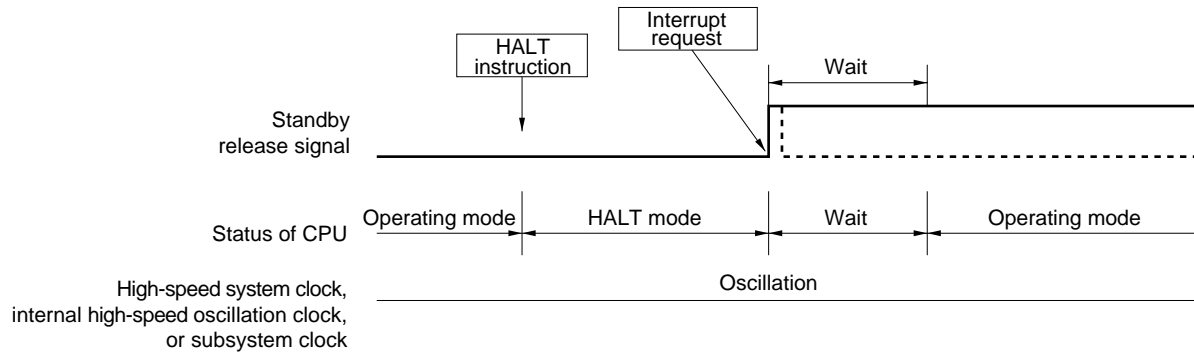 Interrupt
request
HALT
instruction
Wait
Standby
release signal
Operating mode
HALT mode
Wait
Operating mode
Status of CPU
Oscillation
High-speed system clock,
internal high-speed oscillation clock,
or subsystem clock